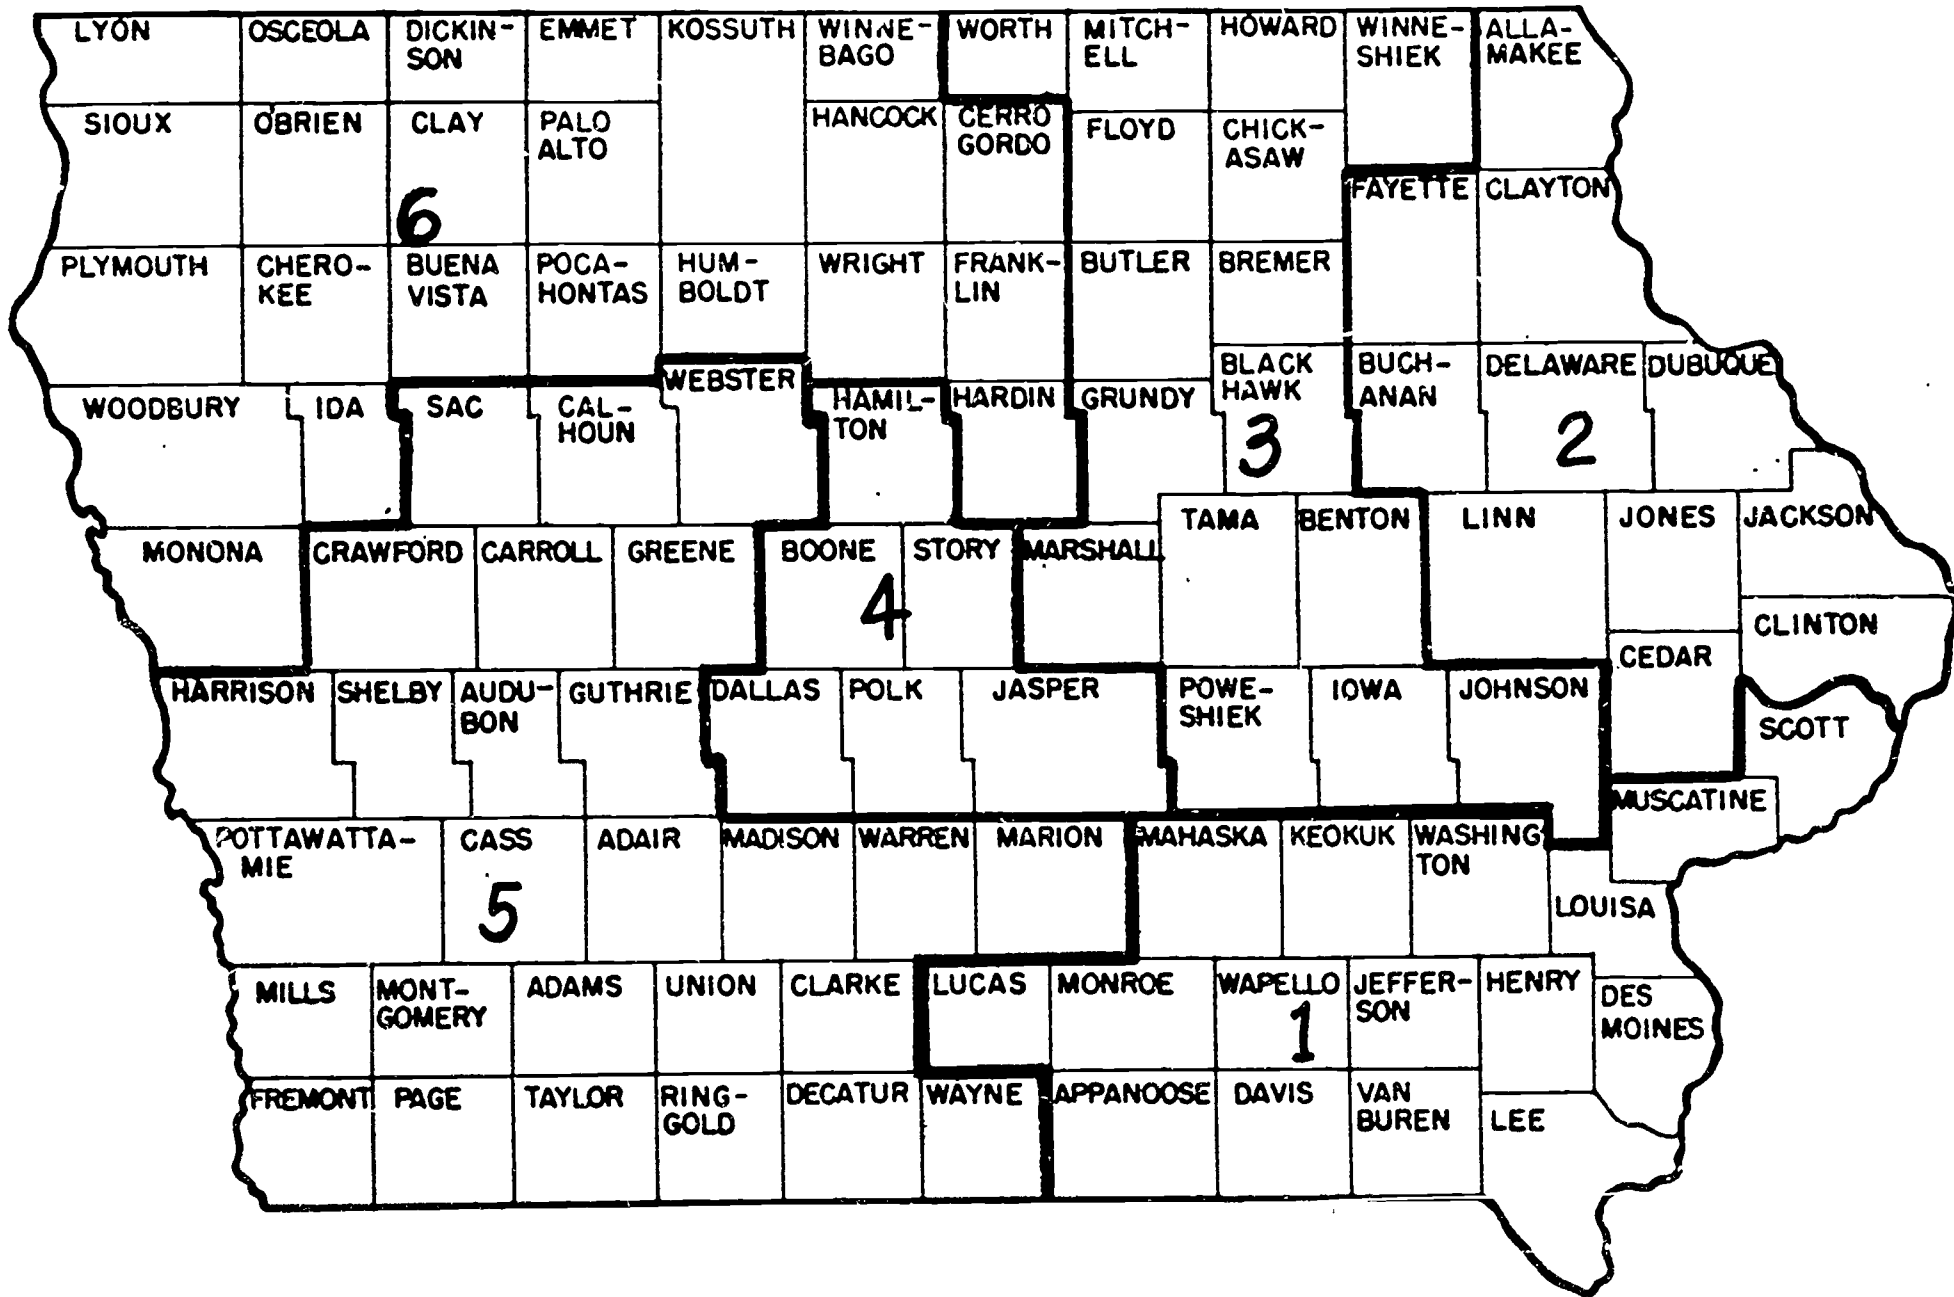 LYON
OSCEOLA
DICKIN-
SON
EMMET
KOSSUTH
WINNE-
BAGO
WORTH
MITCH-
ELL
HOWARD
WINNE-
SHIEK
ALLA-
MAKEE
SIOUX
O'BRIEN
CLAY
PALO
ALTO
HANCOCK
CERRO
GORDO
FLOYD
CHICK-
ASAW
FAYETTE
CLAYTON
6
PLYMOUTH
CHERO-
KEE
BUENA
VISTA
POCA-
HONTAS
HUM-
BOLDT
WRIGHT
FRANK-
LIN
BUTLER
BREMER
WOODBURY
IDA
SAC
CAL-
HOUN
WEBSTER
HAMIL-
TON
HARDIN
GRUNDY
BLACK
HAWK
3
BUCH-
ANAN
DELAWARE
2
DUBUQUE
MONONA
CRAWFORD
CARROLL
GREENE
BOONE
STORY
4
MARSHALL
TAMA
BENTON
LINN
JONES
JACKSON
CLINTON
CEDAR
HARRISON
SHELBY
AUDU-
BON
GUTHRIE
DALLAS
POLK
JASPER
POWE-
SHIEK
IOWA
JOHNSON
SCOTT
MUSCATINE
POTTAWATTA-
MIE
CASS
5
ADAIR
MADISON
WARREN
MARION
MAHASKA
KEOKUK
WASHING
TON
LOUISA
MILLS
MONT-
GOMERY
ADAMS
UNION
CLARKE
LUCAS
MONROE
WAPELLO
1
JEFFER-
SON
HENRY
DES
MOINES
FREMONT
PAGE
TAYLOR
RING-
GOLD
DECATUR
WAYNE
APPANOOSE
DAVIS
VAN
BUREN
LEE